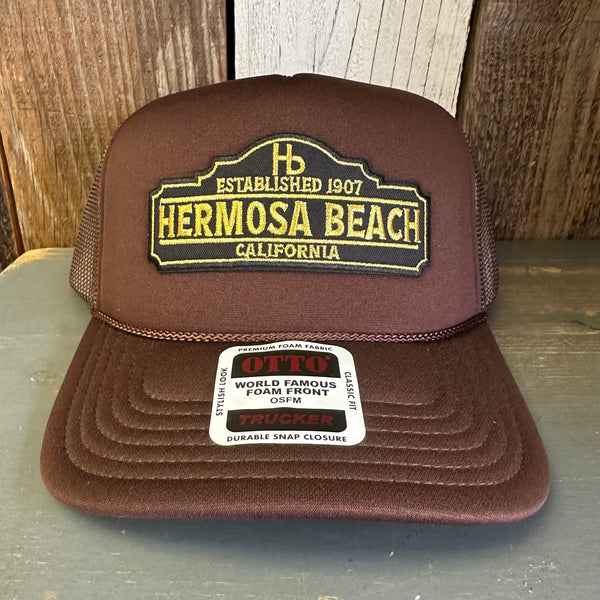 Hb
ESTABLISHED 1907
HERMOSA BEACH
CALIFORNIA
PREMIUM FOAM FABRIC
STYLISH LOOK
OTTO
WORLD FAMOUS
FOAM FRONT
OSFM
TRUCKER
CLASSIC FIT
DURABLE SNAP CLOSURE